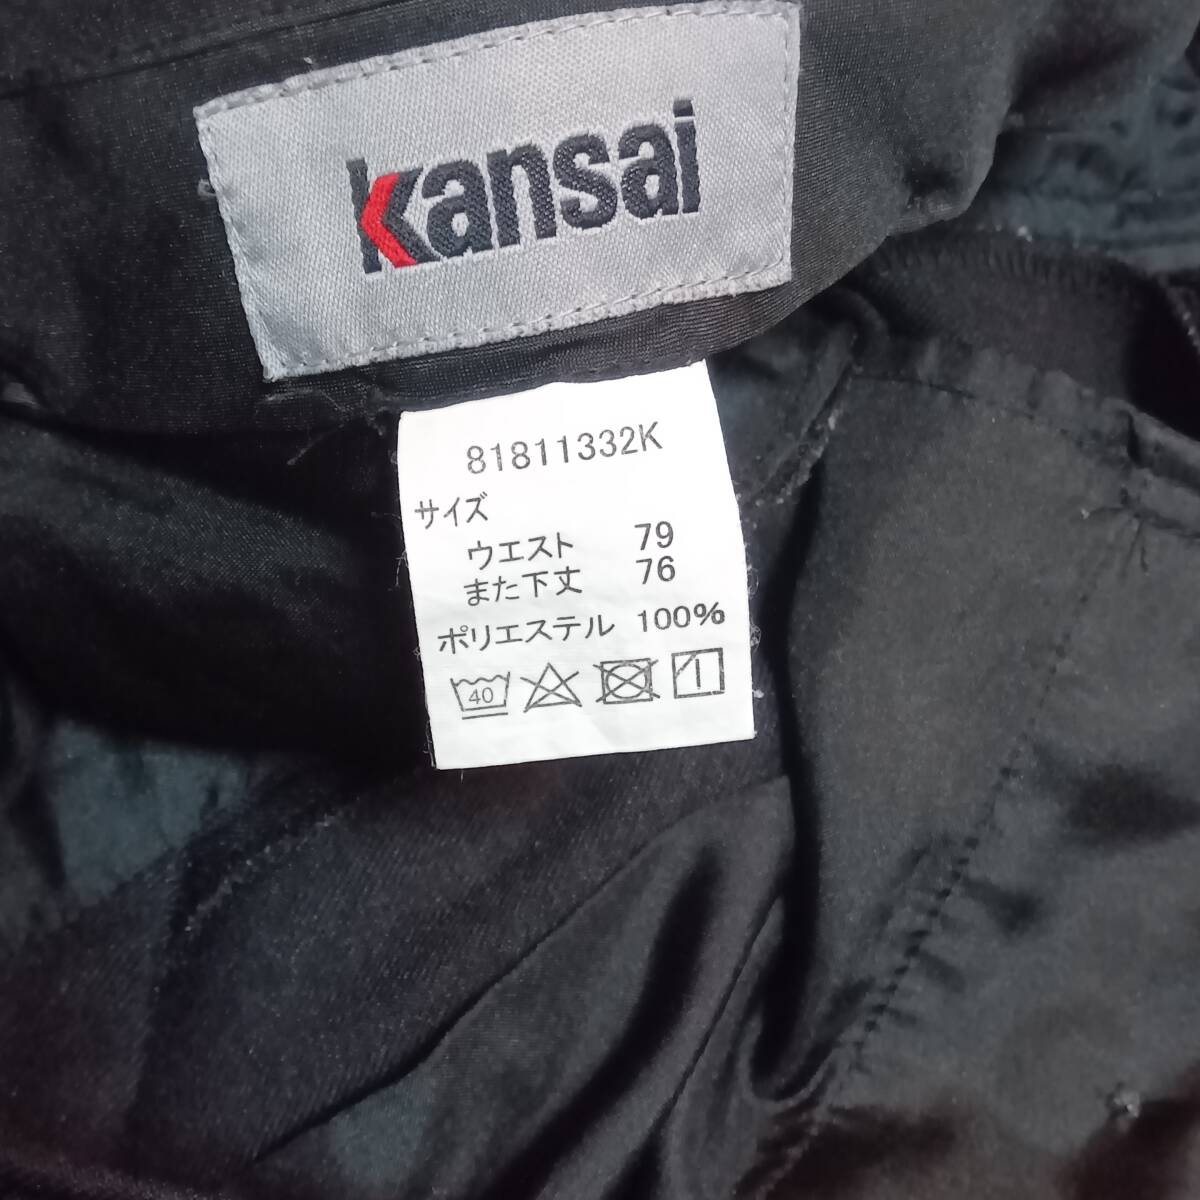 kansai
81811332K
サイズ
ウエスト 79
また下丈 76
ポリエステル 100%
40